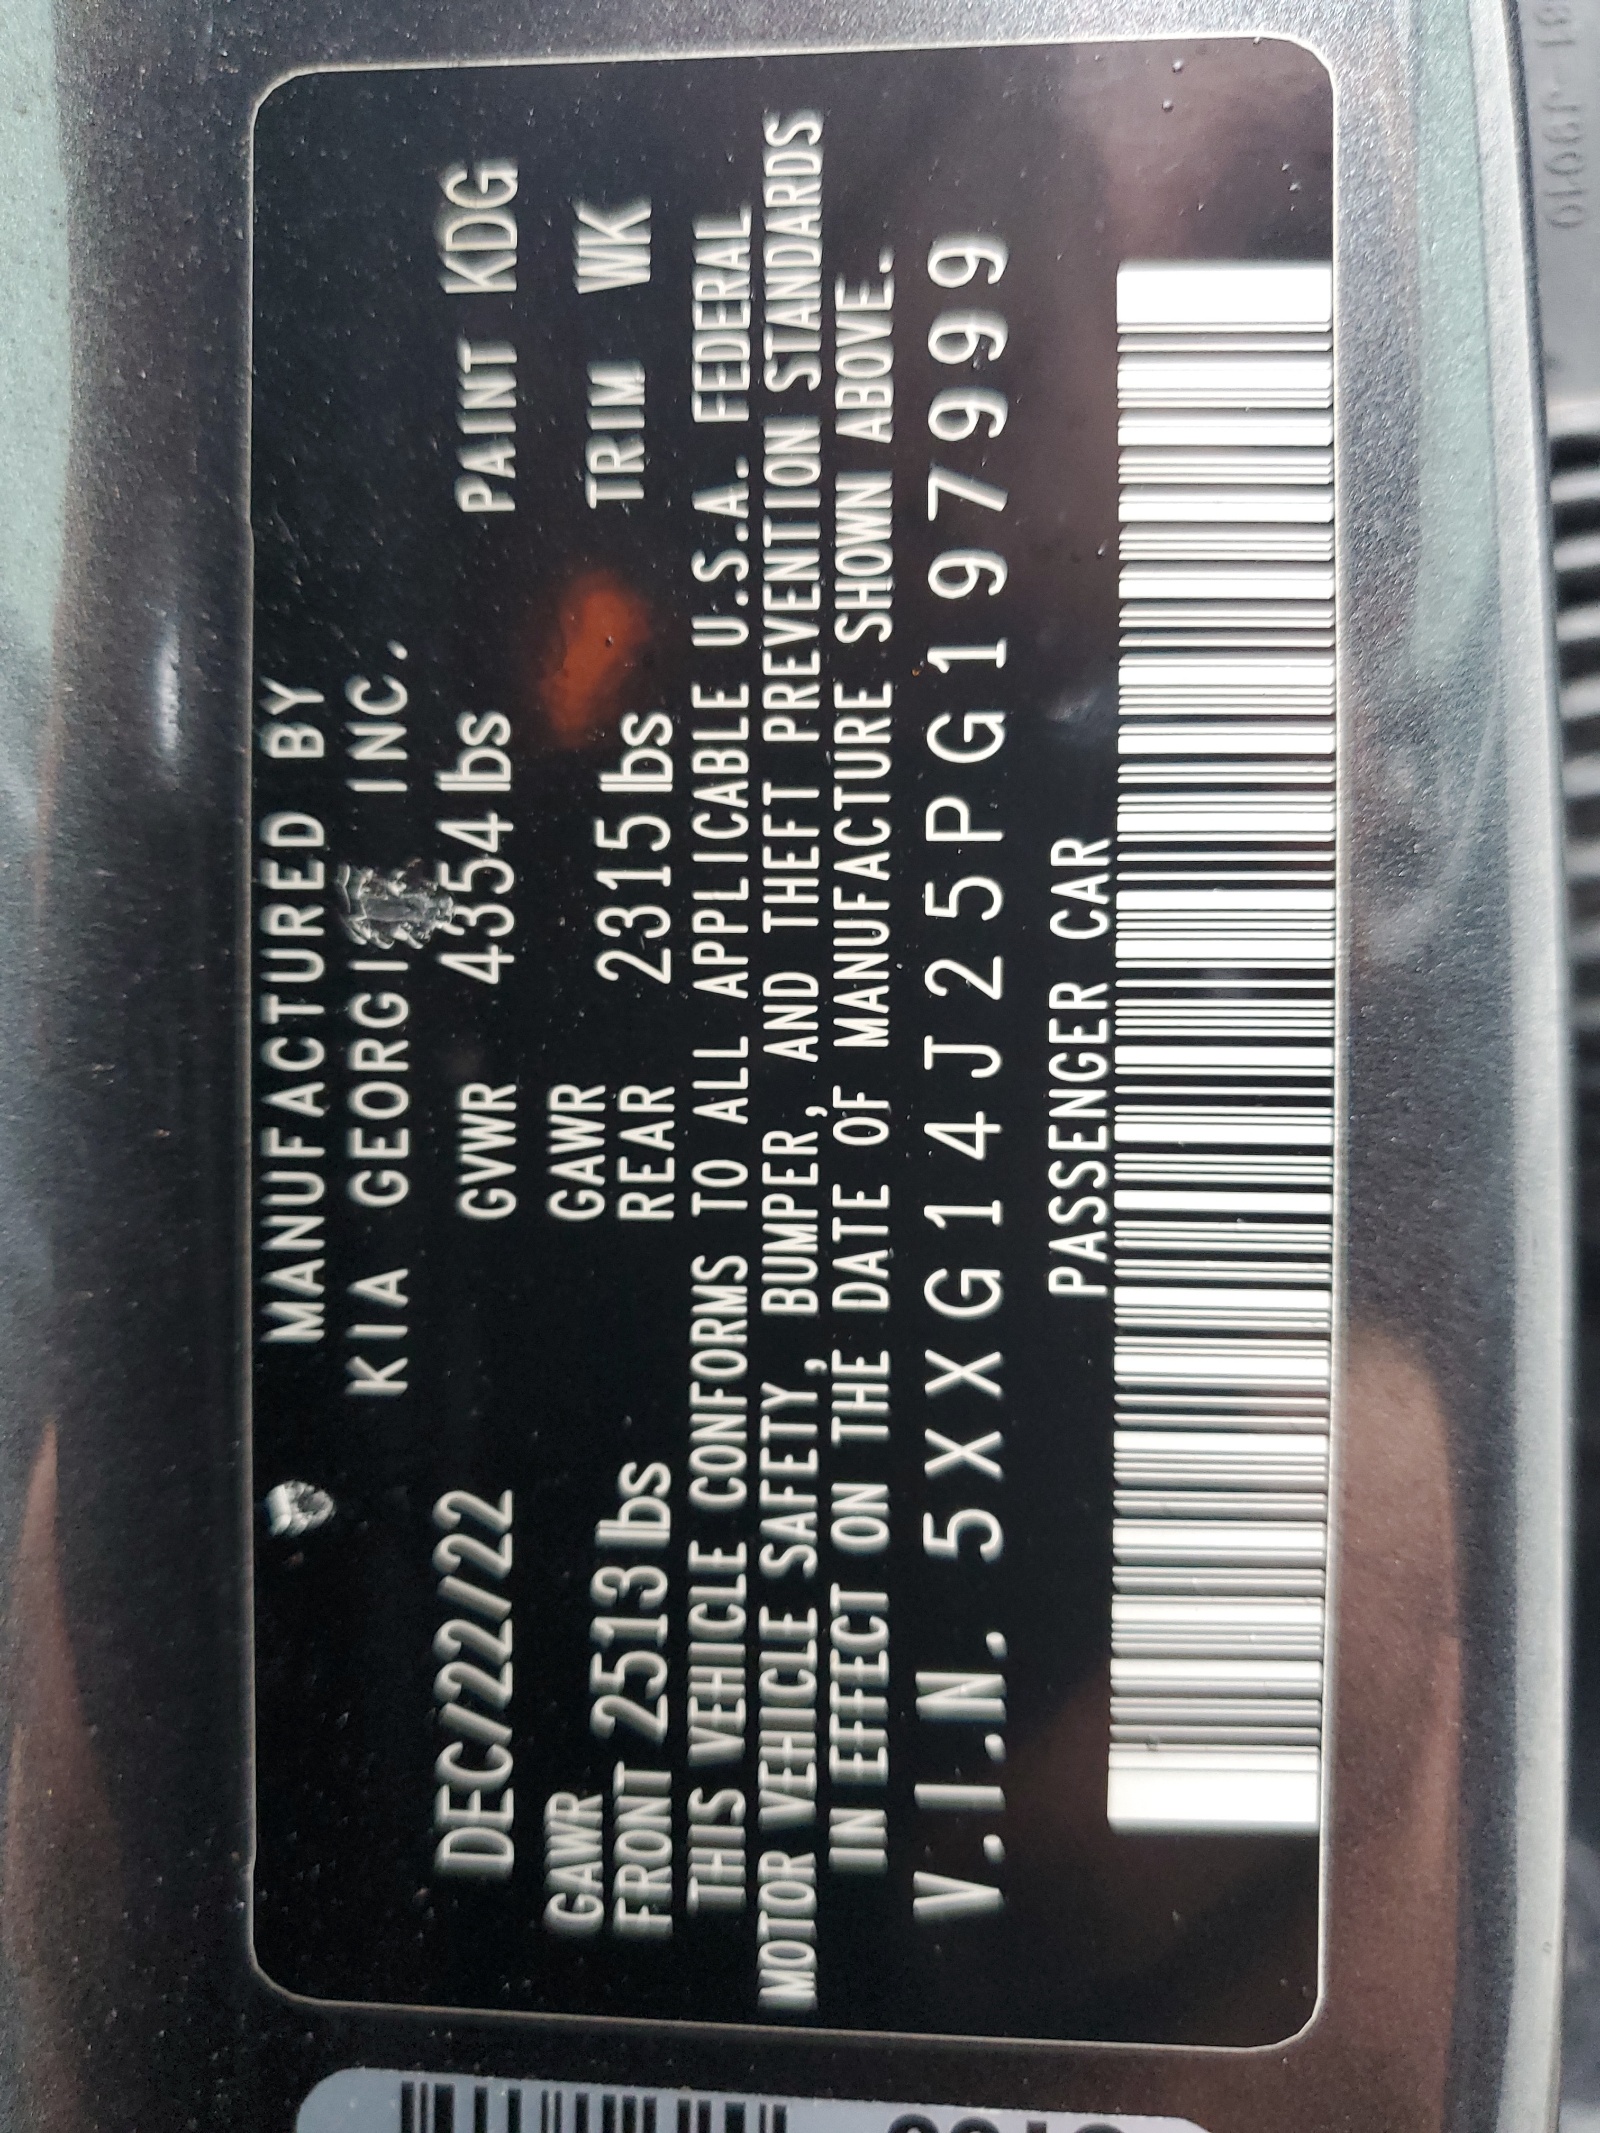 MANUFACTURED BY
KIA GEORGI INC.
DEC/22/22 GVWR 4354 lbs PAINT KDG
GAWR FRONT 2513 lbs GAWR REAR 2315 lbs TRIM WK
THIS VEHICLE CONFORMS TO ALL APPLICABLE U.S.A. FEDERAL
MOTOR VEHICLE SAFETY, BUMPER, AND THEFT PREVENTION STANDARDS
IN EFFECT ON THE DATE OF MANUFACTURE SHOWN ABOVE.
V.I.N. 5XXG14J25PG197999
PASSENGER CAR